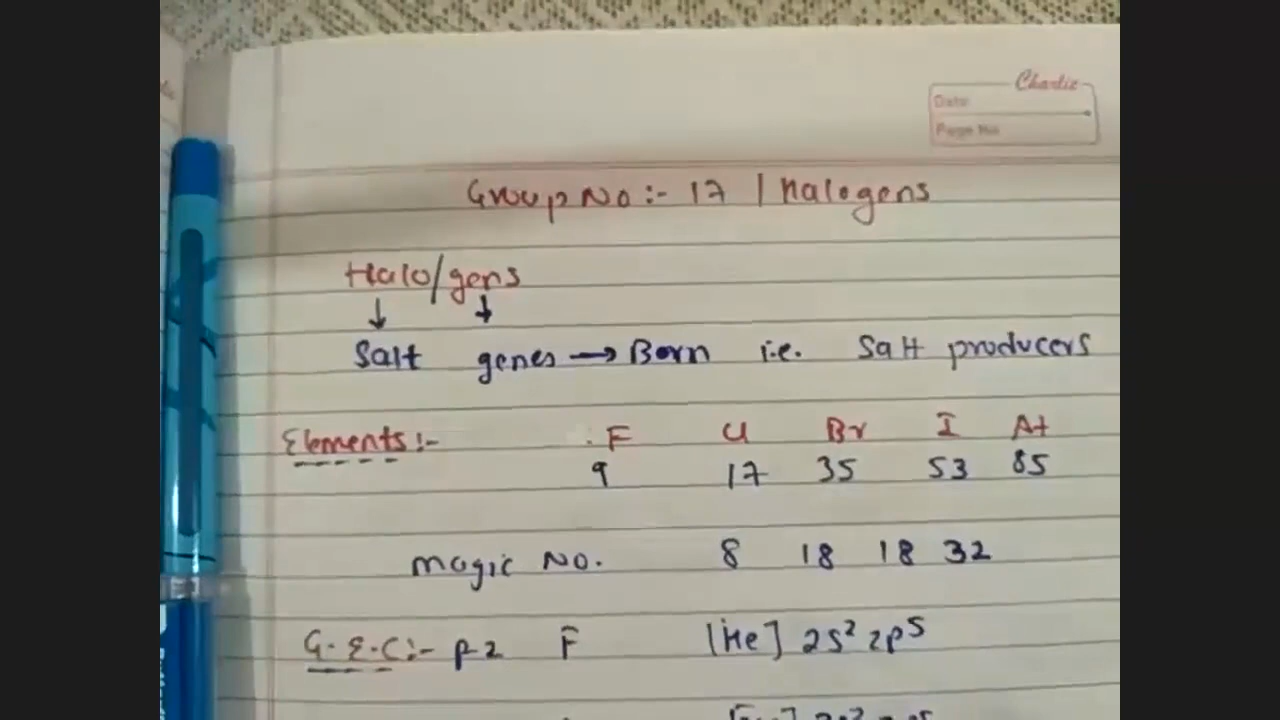 Charlie
Date
Page No
Group No :- 17 / Halogens
Halo/gens
↓ ↓
Salt genes → Born i.e. Salt producers
Elements :- F Cl Br I At
9 17 35 53 85
Magic No. 8 18 18 32
G.E.C :- P-2 F [He] 2s² 2p⁵